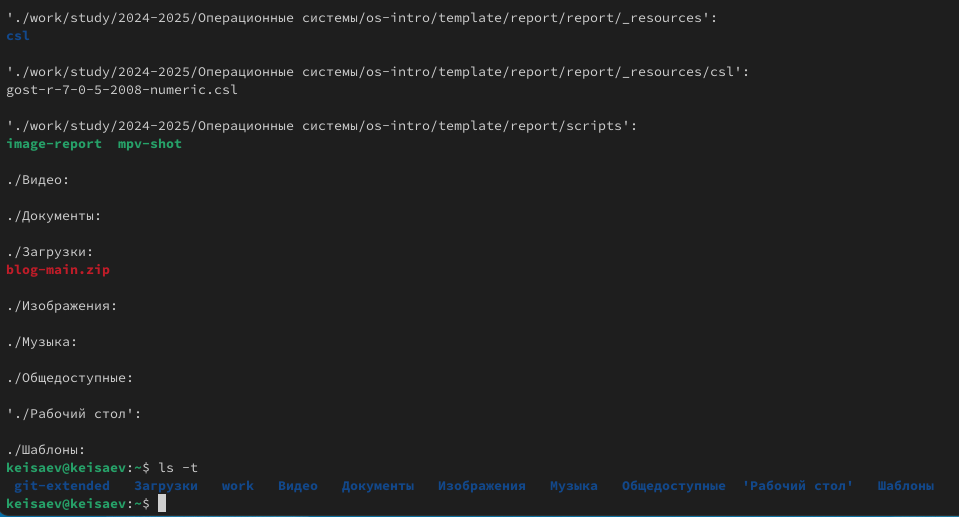 './work/study/2024-2025/Операционные системы/os-intro/template/report/report/_resources':
csl
'./work/study/2024-2025/Операционные системы/os-intro/template/report/report/_resources/csl':
gost-r-7-0-5-2008-numeric.csl
'./work/study/2024-2025/Операционные системы/os-intro/template/report/scripts':
image-report  mpv-shot
./Видео:
./Документы:
./Загрузки:
blog-main.zip
./Изображения:
./Музыка:
./Общедоступные:
'./Рабочий стол':
./Шаблоны:
keisaev@keisaev:~$ ls -t
git-extended   Загрузки   work   Видео   Документы   Изображения   Музыка   Общедоступные  'Рабочий стол'   Шаблоны
keisaev@keisaev:~$